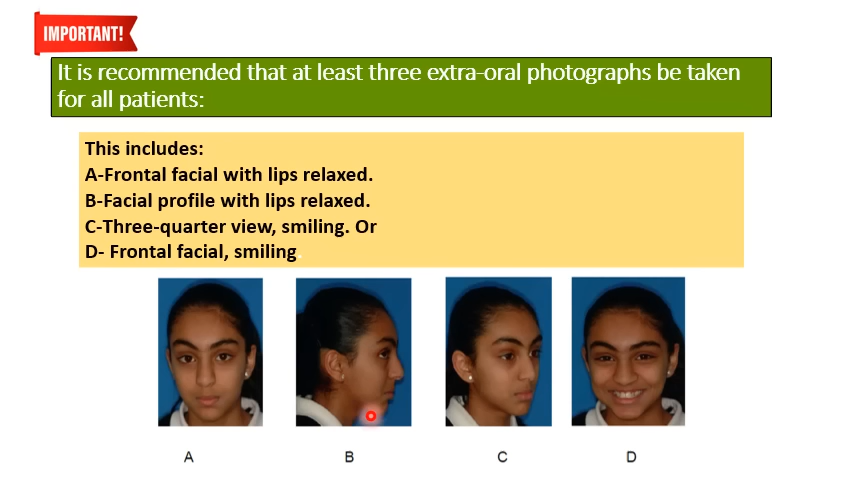 IMPORTANT!
It is recommended that at least three extra-oral photographs be taken
for all patients:
This includes:
A-Frontal facial with lips relaxed.
B-Facial profile with lips relaxed.
C-Three-quarter view, smiling. Or
D- Frontal facial, smiling.
A B C D